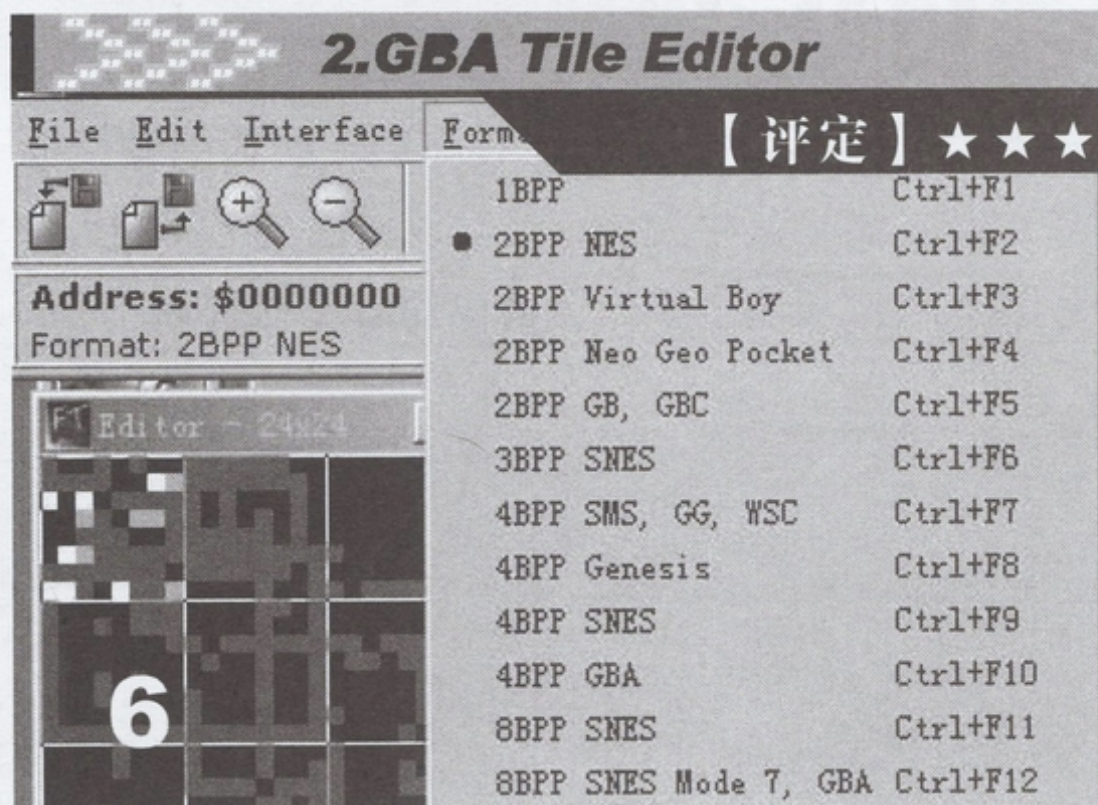 2.GBA Tile Editor
【评定】★★★
File Edit Interface
1BPP Ctrl+F1
2BPP NES Ctrl+F2
2BPP Virtual Boy Ctrl+F3
2BPP Neo Geo Pocket Ctrl+F4
2BPP GB, GBC Ctrl+F5
3BPP SNES Ctrl+F6
4BPP SMS, GG, WSC Ctrl+F7
4BPP Genesis Ctrl+F8
4BPP SNES Ctrl+F9
4BPP GBA Ctrl+F10
8BPP SNES Ctrl+F11
8BPP SNES Mode 7, GBA Ctrl+F12
Address: $0000000
Format: 2BPP NES
FT Editor - 24x24
6